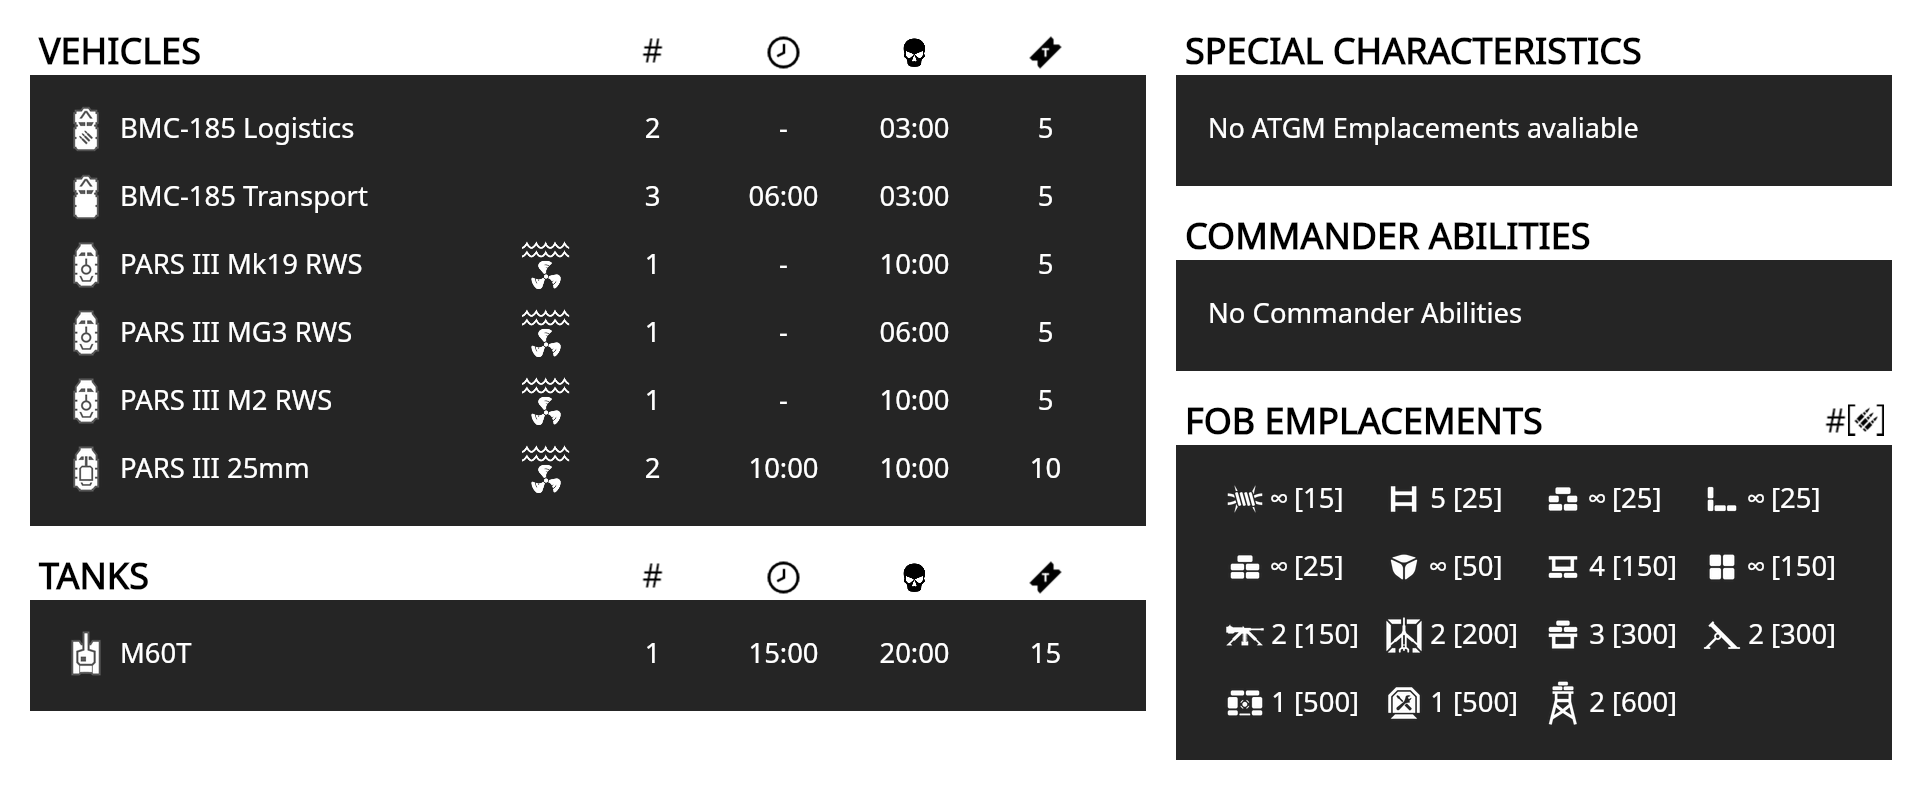 VEHICLES #
BMC-185 Logistics 2 - 03:00 5
BMC-185 Transport 3 06:00 03:00 5
PARS III Mk19 RWS 1 - 10:00 5
PARS III MG3 RWS 1 - 06:00 5
PARS III M2 RWS 1 - 10:00 5
PARS III 25mm 2 10:00 10:00 10
TANKS #
M60T 1 15:00 20:00 15
SPECIAL CHARACTERISTICS
No ATGM Emplacements avaliable
COMMANDER ABILITIES
No Commander Abilities
FOB EMPLACEMENTS #[]
∞ [15] 5 [25] ∞ [25] ∞ [25]
∞ [25] ∞ [50] 4 [150] ∞ [150]
2 [150] 2 [200] 3 [300] 2 [300]
1 [500] 1 [500] 2 [600]